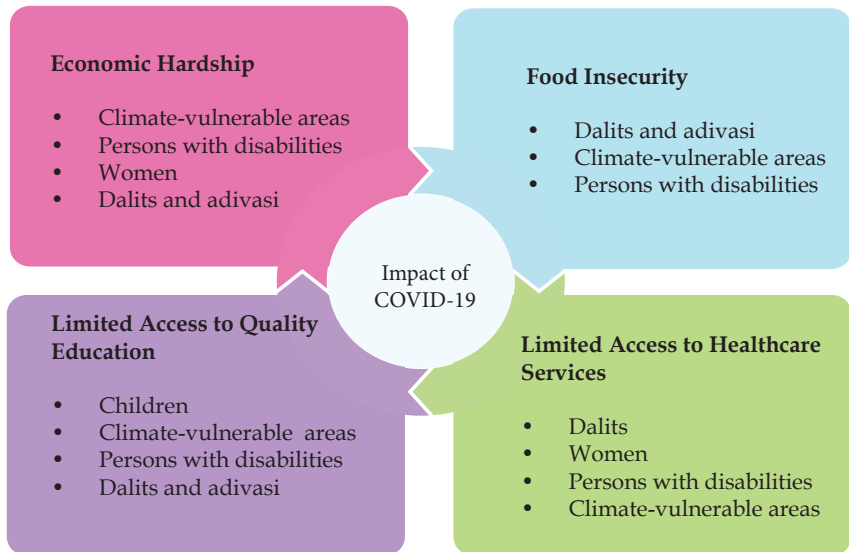 Economic Hardship
• Climate-vulnerable areas
• Persons with disabilities
• Women
• Dalits and adivasi
Food Insecurity
• Dalits and adivasi
• Climate-vulnerable areas
• Persons with disabilities
Impact of
COVID-19
Limited Access to Quality
Education
• Children
• Climate-vulnerable areas
• Persons with disabilities
• Dalits and adivasi
Limited Access to Healthcare
Services
• Dalits
• Women
• Persons with disabilities
• Climate-vulnerable areas